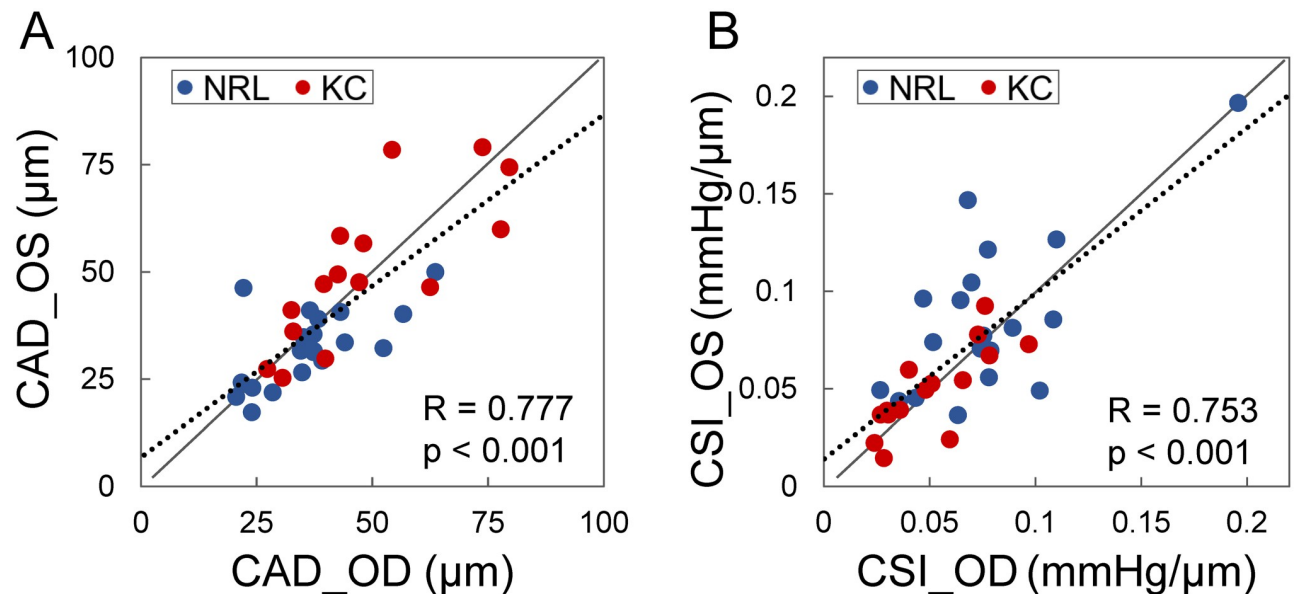 A
CAD_OS (μm)
100
75
50
25
0
NRL KC
R = 0.777
p < 0.001
0 25 50 75 100
CAD_OD (μm)
B
CSI_OS (mmHg/μm)
0.2
0.15
0.1
0.05
0
NRL KC
R = 0.753
p < 0.001
0 0.05 0.1 0.15 0.2
CSI_OD (mmHg/μm)